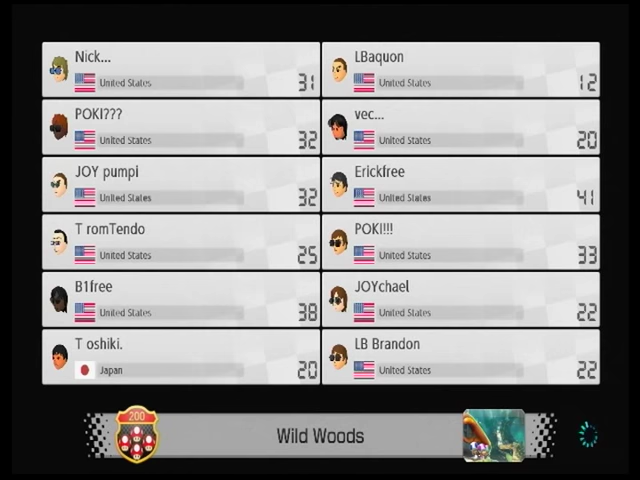 Nick...
United States
31
POKI???
United States
32
JOY pumpi
United States
32
T romTendo
United States
25
B1free
United States
38
T oshiki.
Japan
20
LBaquon
United States
12
vec...
United States
20
Erickfree
United States
41
POKI!!!
United States
33
JOYchael
United States
22
LB Brandon
United States
22
200
Wild Woods